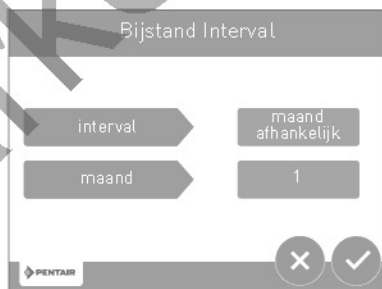 Bijstand Interval
interval
maand
afhankelijk
maand
1
PENTAIR